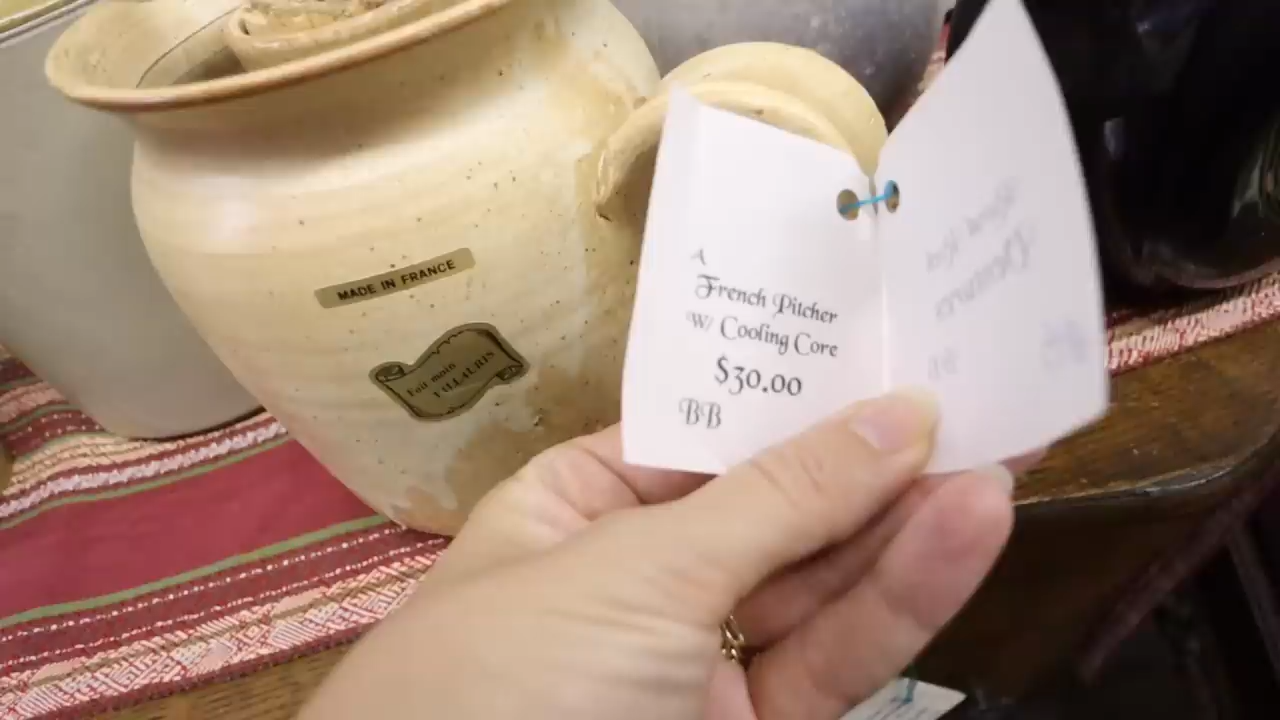 MADE IN FRANCE
Fait main
VALLAURIS
A
French Pitcher
w/ Cooling Core
$30.00
BB